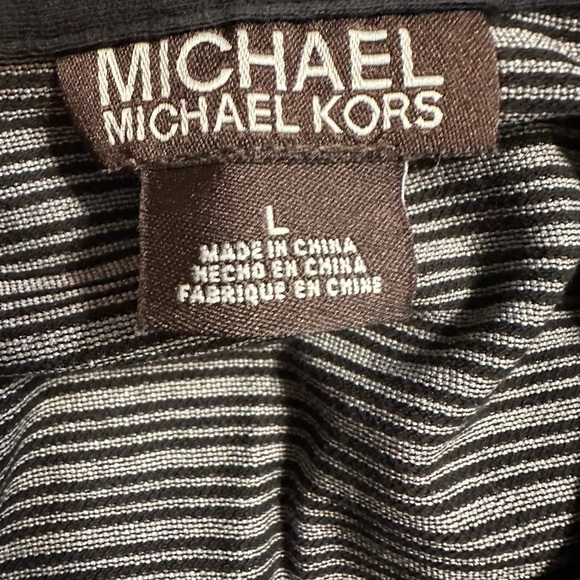 MICHAEL
MICHAEL KORS
L
MADE IN CHINA
HECHO EN CHINA
FABRIQUE EN CHINE